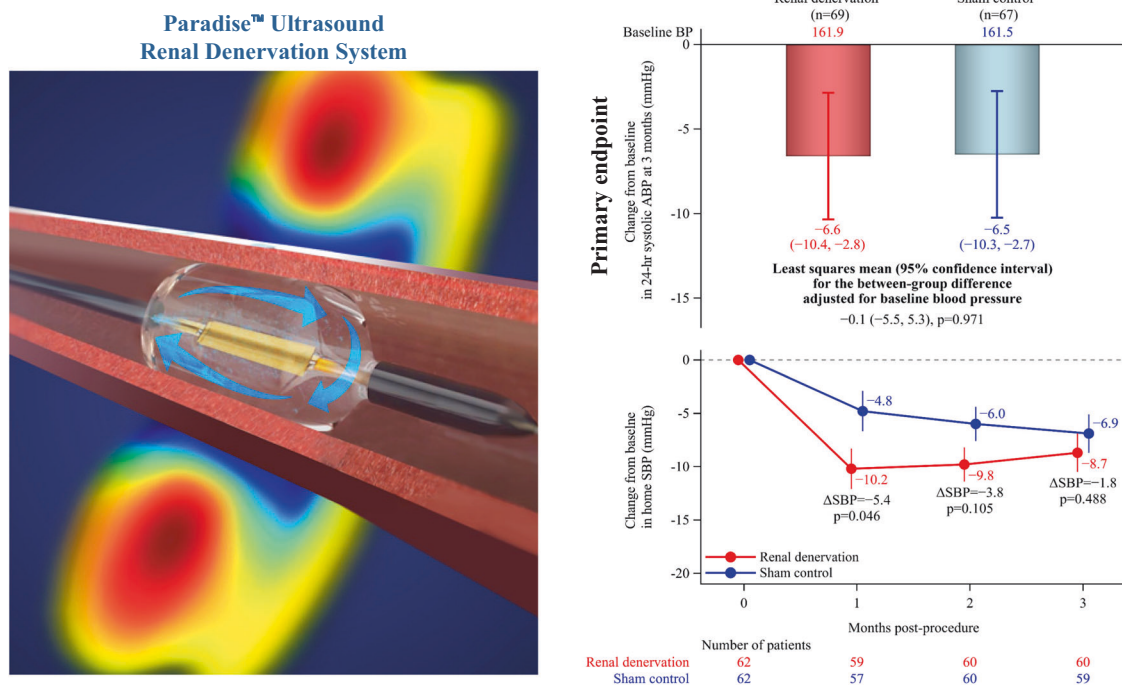 Paradise™ Ultrasound
Renal Denervation System
Renal denervation
(n=69)
Sham control
(n=67)
Baseline BP
161.9
161.5
Primary endpoint
Change from baseline
in 24-hr systolic ABP at 3 months (mmHg)
0
-5
-10
-15
−6.6
(−10.4, −2.8)
−6.5
(−10.3, −2.7)
Least squares mean (95% confidence interval)
for the between-group difference
adjusted for baseline blood pressure
−0.1 (−5.5, 5.3), p=0.971
Change from baselne
in home SBP (mmHg)
0
-5
-10
-15
-20
−4.8
−6.0
−6.9
−10.2
−9.8
−8.7
ΔSBP=−5.4
p=0.046
ΔSBP=−3.8
p=0.105
ΔSBP=−1.8
p=0.488
Renal denervation
Sham control
0 1 2 3
Months post-procedure
Number of patients
Renal denervation 62 59 60 60
Sham control 62 57 60 59